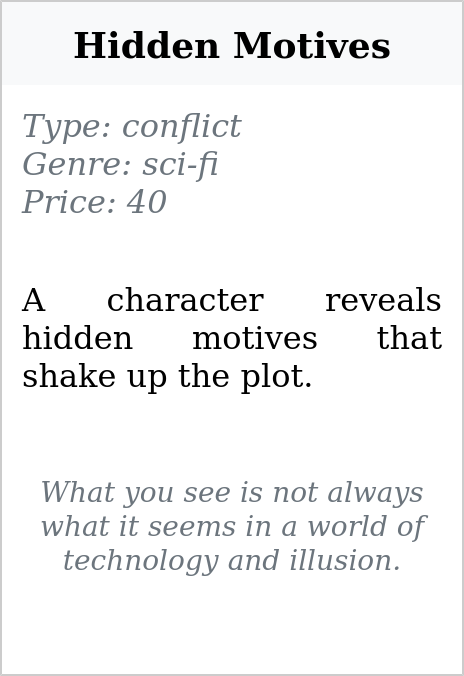 Hidden Motives
Type: conflict
Genre: sci-fi
Price: 40
A character reveals
hidden motives that
shake up the plot.
What you see is not always
what it seems in a world of
technology and illusion.